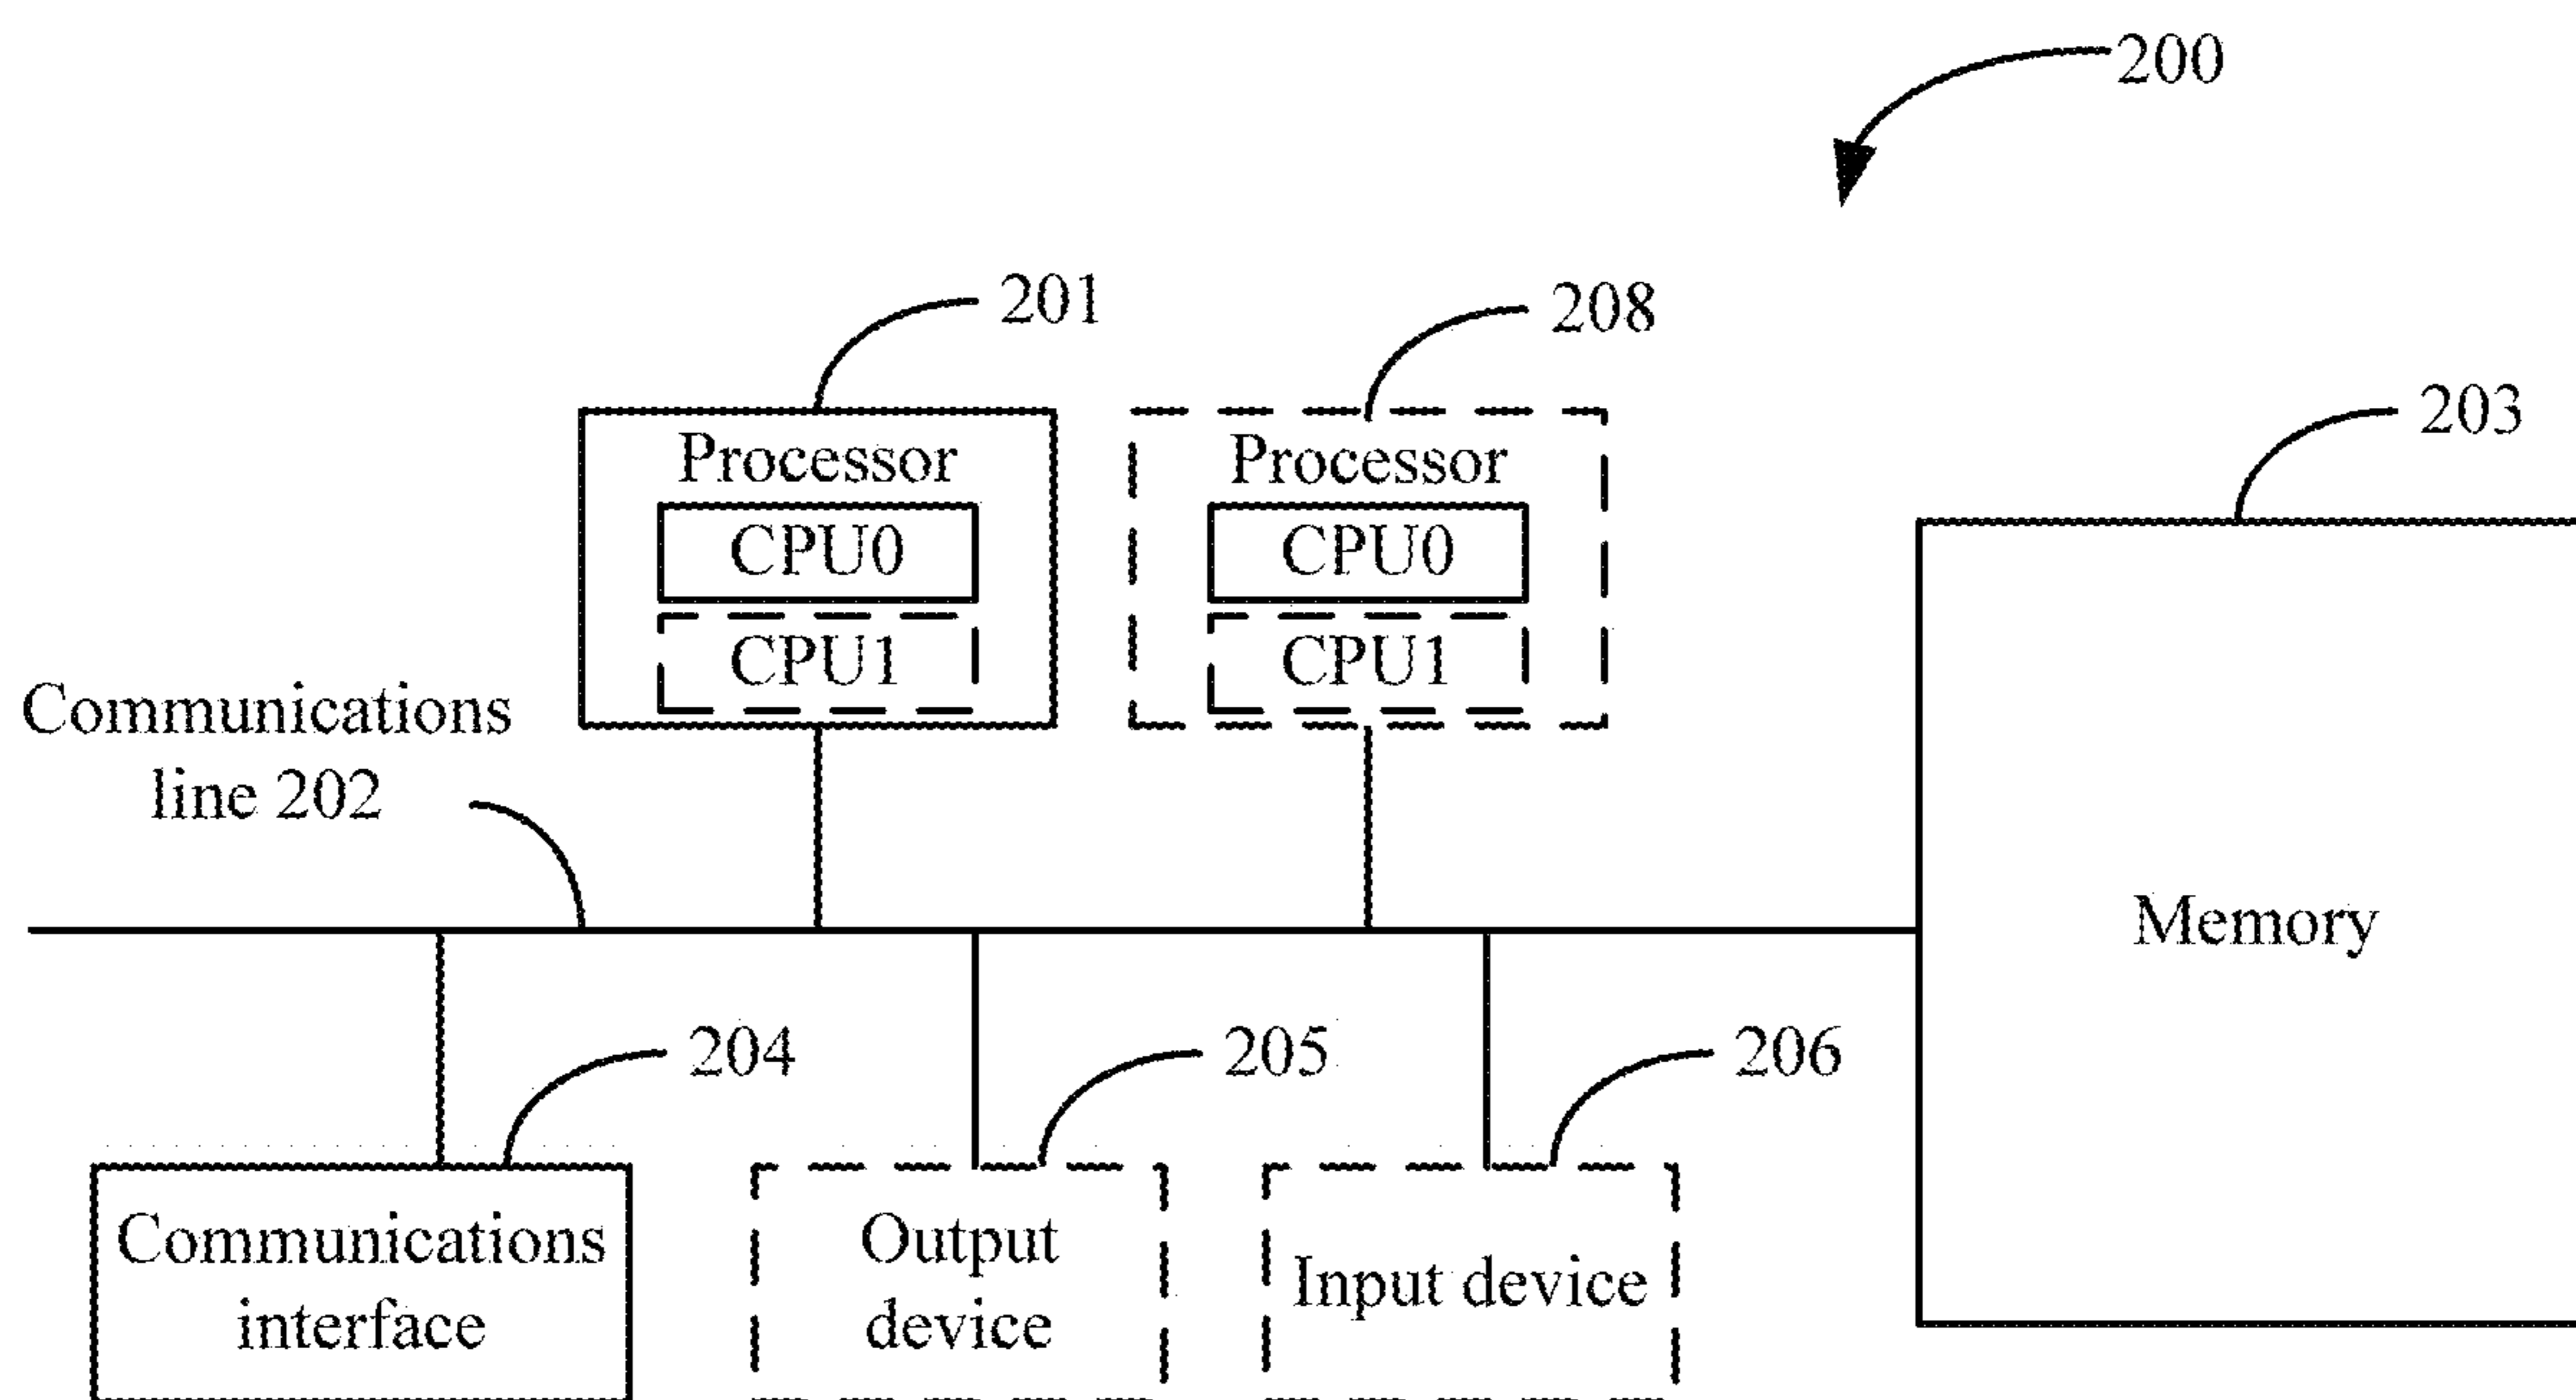 200
201
208
203
Processor
Processor
CPU0
CPU0
CPU1
CPU1
Communications
line 202
Memory
204
205
206
Communications
interface
Output
device
Input device